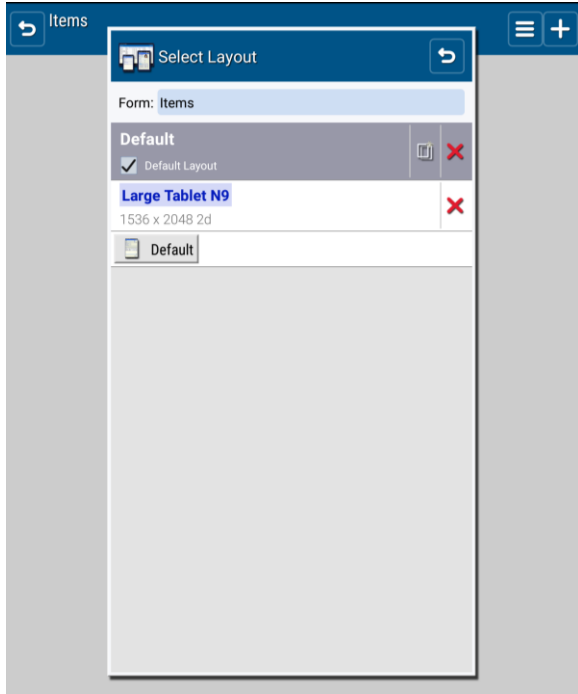 Items
Select Layout
Form: Items
Default
Default Layout
Large Tablet N9
1536 x 2048 2d
Default